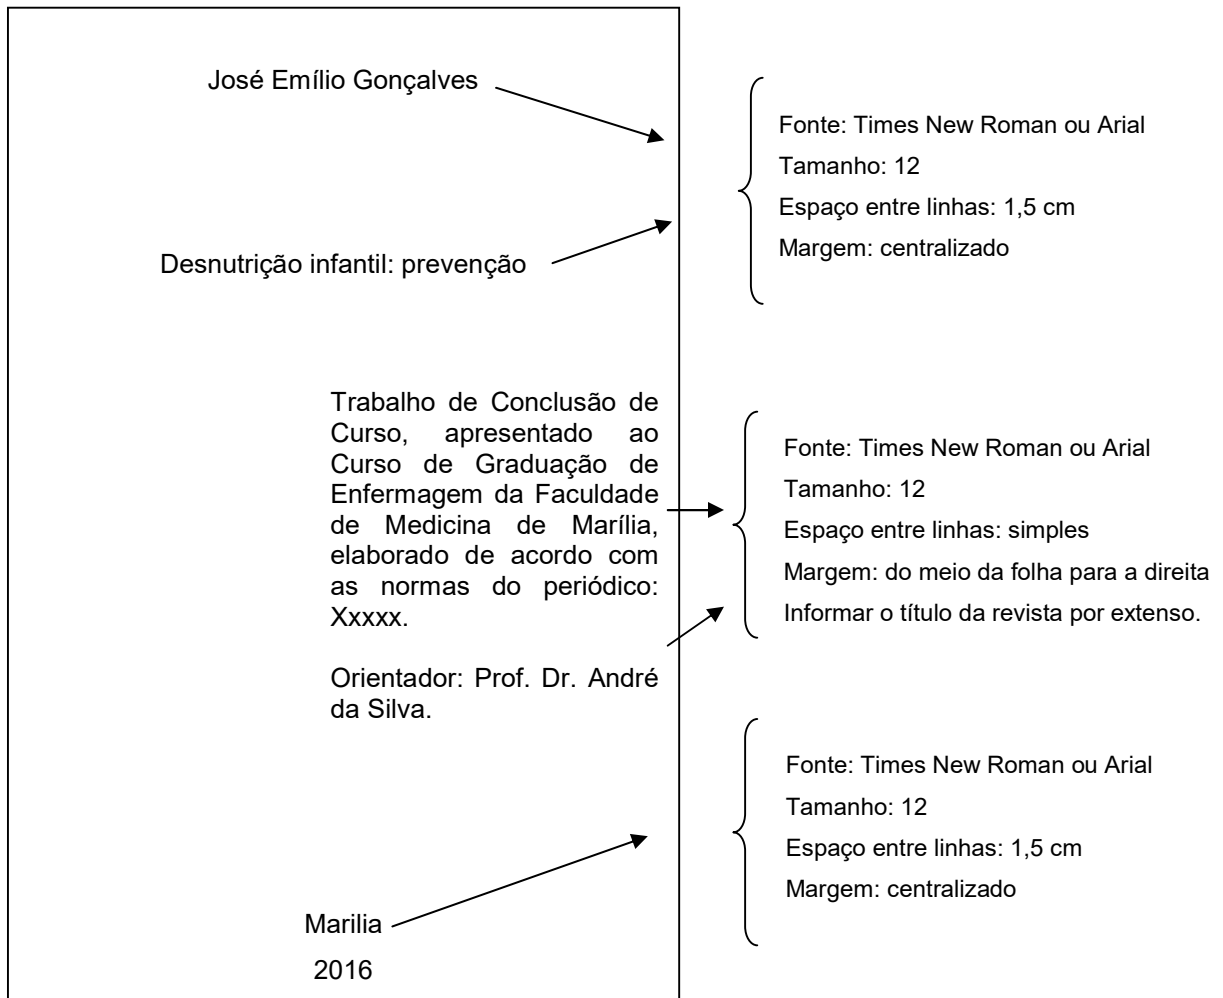 José Emílio Gonçalves
Fonte: Times New Roman ou Arial
Tamanho: 12
Espaço entre linhas: 1,5 cm
Margem: centralizado
Desnutrição infantil: prevenção
Trabalho de Conclusão de
Curso, apresentado ao
Curso de Graduação de
Enfermagem da Faculdade
de Medicina de Marília,
elaborado de acordo com
as normas do periódico:
Xxxxx.
Orientador: Prof. Dr. André
da Silva.
Fonte: Times New Roman ou Arial
Tamanho: 12
Espaço entre linhas: simples
Margem: do meio da folha para a direita
Informar o título da revista por extenso.
Fonte: Times New Roman ou Arial
Tamanho: 12
Espaço entre linhas: 1,5 cm
Margem: centralizado
Marilia
2016